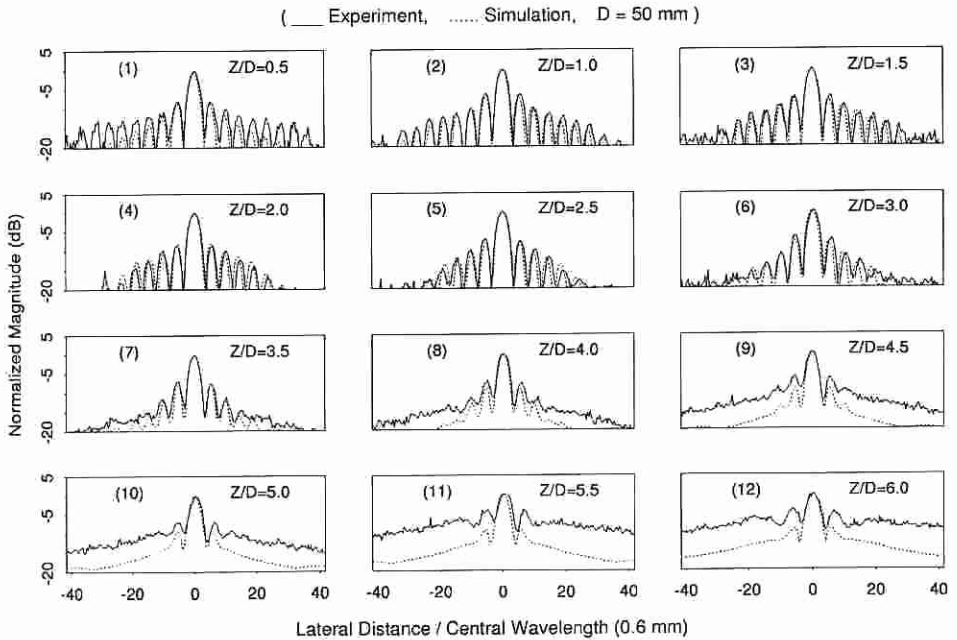 ( ___ Experiment, ...... Simulation, D = 50 mm )
(1) Z/D=0.5
(2) Z/D=1.0
(3) Z/D=1.5
5
-5
-20
(4) Z/D=2.0
(5) Z/D=2.5
(6) Z/D=3.0
5
-5
-20
(7) Z/D=3.5
(8) Z/D=4.0
(9) Z/D=4.5
5
-5
-20
(10) Z/D=5.0
(11) Z/D=5.5
(12) Z/D=6.0
5
-5
-20
Normalized Magnitude (dB)
-40 -20 0 20 40
-40 -20 0 20 40
-40 -20 0 20 40
Lateral Distance / Central Wavelength (0.6 mm)